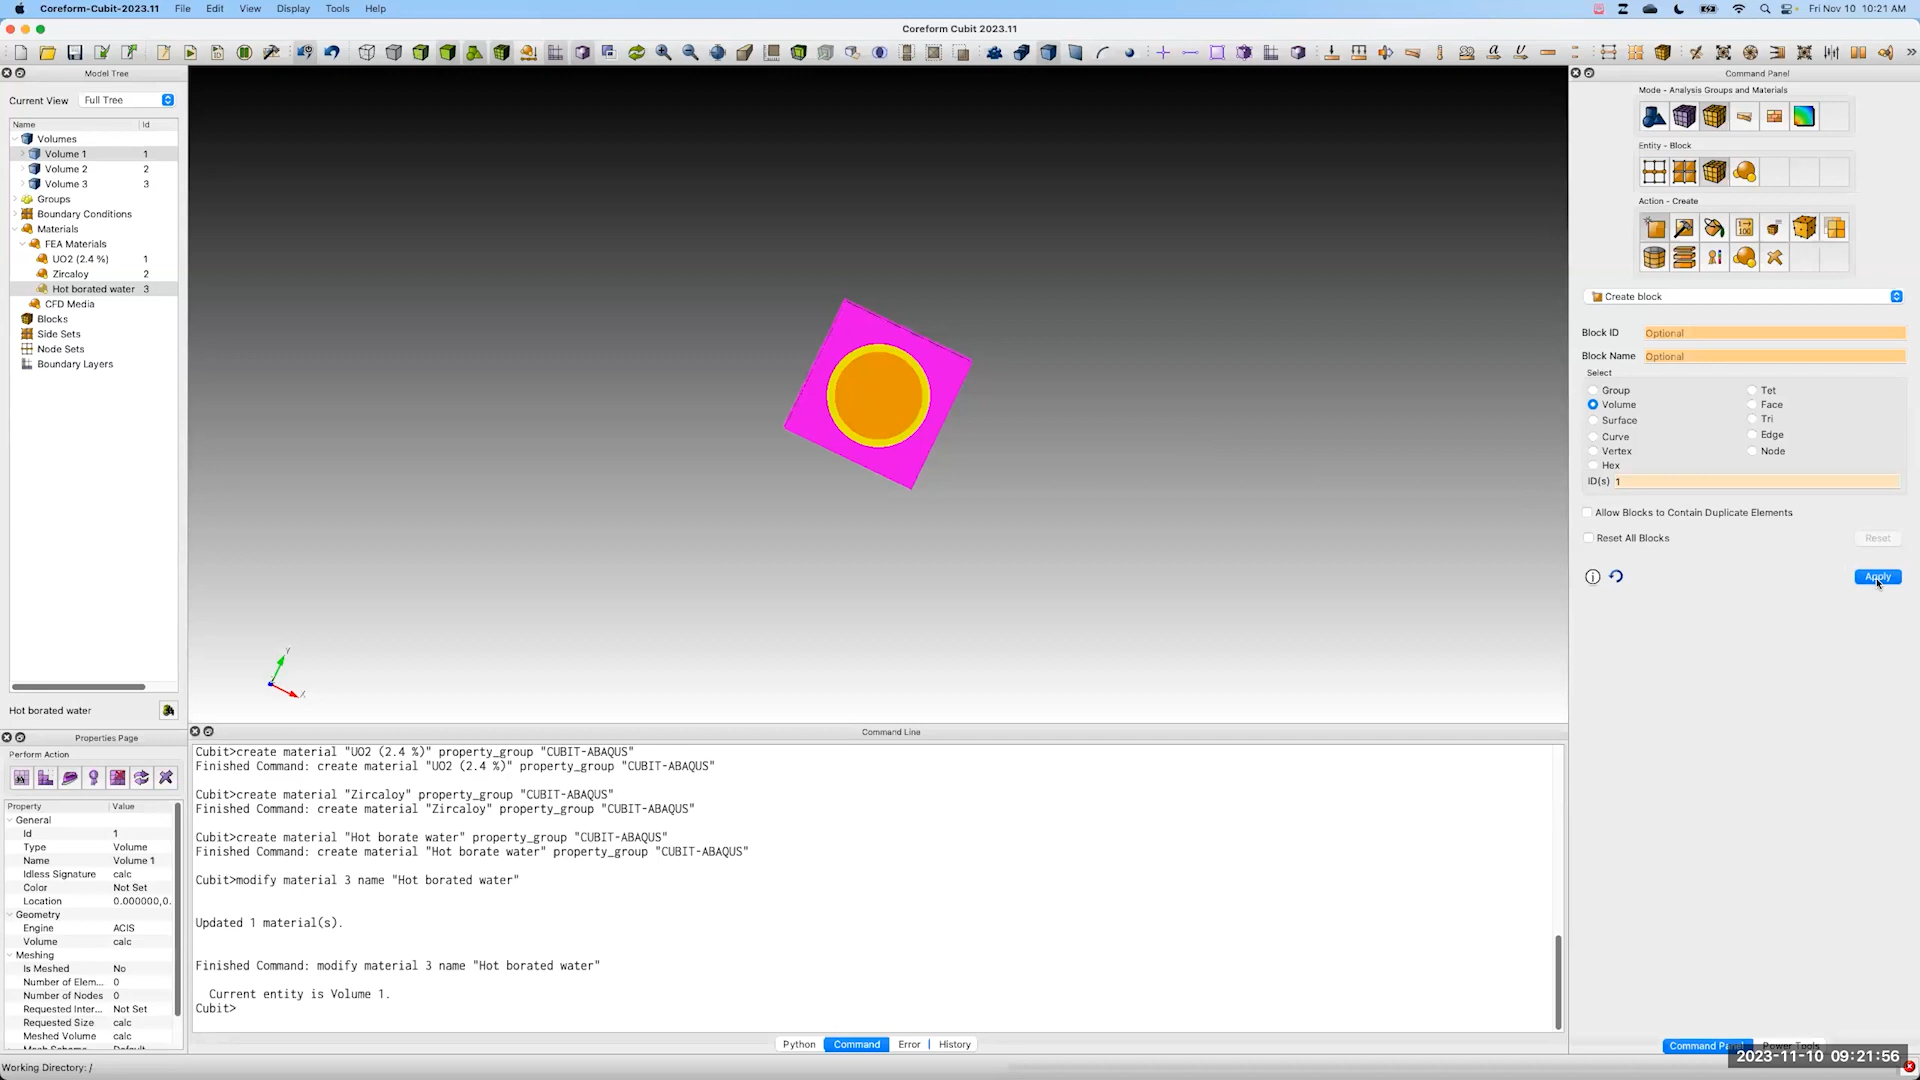 Coreform-Cubit-2023.11 File Edit View Display Tools Help Fri Nov 10 10:21 AM
Coreform Cubit 2023.11
Model Tree
Current View Full Tree
Name Id
Volumes
Volume 1 1
Volume 2 2
Volume 3 3
Groups
Boundary Conditions
Materials
FEA Materials
UO2 (2.4 %) 1
Zircaloy 2
Hot borated water 3
CFD Media
Blocks
Side Sets
Node Sets
Boundary Layers
Hot borated water
Properties Page
Perform Action
Property Value
General
Id 1
Type Volume
Name Volume 1
Idless Signature calc
Color Not Set
Location 0.000000,0.
Geometry
Engine ACIS
Volume calc
Meshing
Is Meshed No
Number of Elem... 0
Number of Nodes 0
Requested Inter... Not Set
Requested Size calc
Meshed Volume calc
Working Directory: /
Y
X
Command Line
Cubit>create material "UO2 (2.4 %)" property_group "CUBIT-ABAQUS"
Finished Command: create material "UO2 (2.4 %)" property_group "CUBIT-ABAQUS"
Cubit>create material "Zircaloy" property_group "CUBIT-ABAQUS"
Finished Command: create material "Zircaloy" property_group "CUBIT-ABAQUS"
Cubit>create material "Hot borate water" property_group "CUBIT-ABAQUS"
Finished Command: create material "Hot borate water" property_group "CUBIT-ABAQUS"
Cubit>modify material 3 name "Hot borated water"
Updated 1 material(s).
Finished Command: modify material 3 name "Hot borated water"
Current entity is Volume 1.
Cubit>
Python Command Error History
Command Panel
Mode - Analysis Groups and Materials
Entity - Block
Action - Create
Create block
Block ID Optional
Block Name Optional
Select
Group Tet
Volume Face
Surface Tri
Curve Edge
Vertex Node
Hex
ID(s) 1
Allow Blocks to Contain Duplicate Elements
Reset All Blocks Reset
Apply
Command Power Tools
2023-11-10 09:21:56